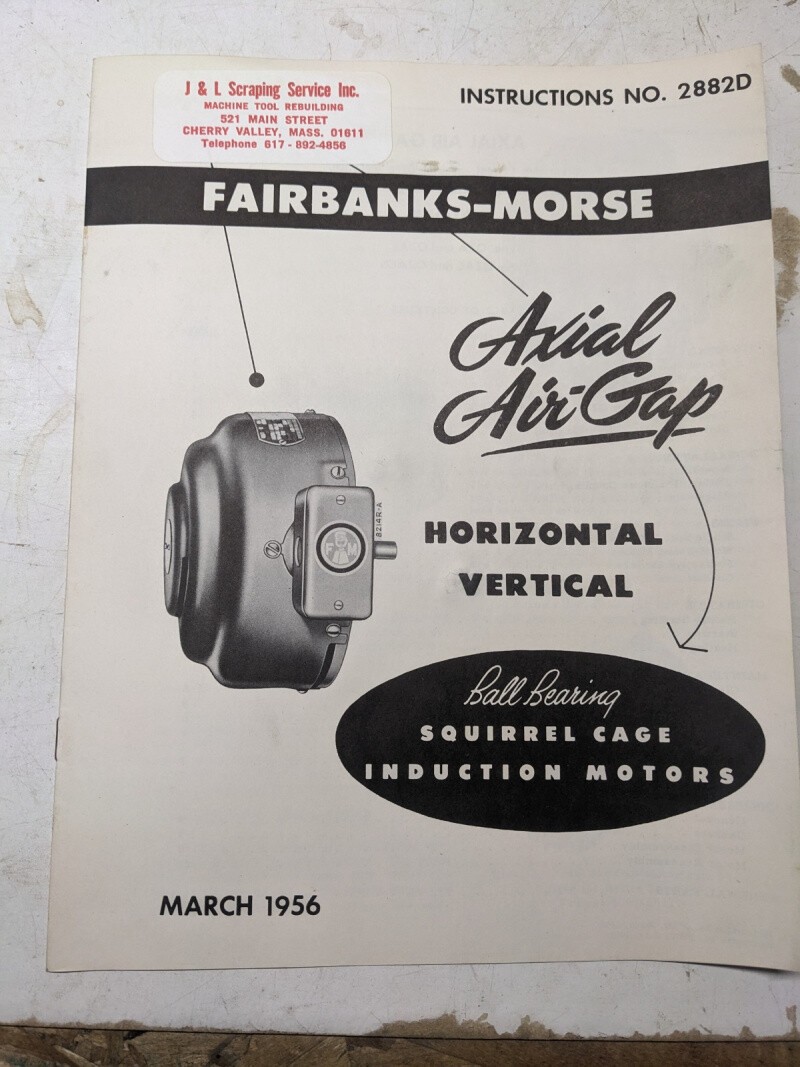 J & L Scraping Service Inc.
MACHINE TOOL REBUILDING
521 MAIN STREET
CHERRY VALLEY, MASS. 01611
Telephone 617 - 892-4856
INSTRUCTIONS NO. 2882D
FAIRBANKS-MORSE
Axial
Air-Gap
8214R-A
F M
HORIZONTAL
VERTICAL
Ball Bearing
SQUIRREL CAGE
INDUCTION MOTORS
MARCH 1956